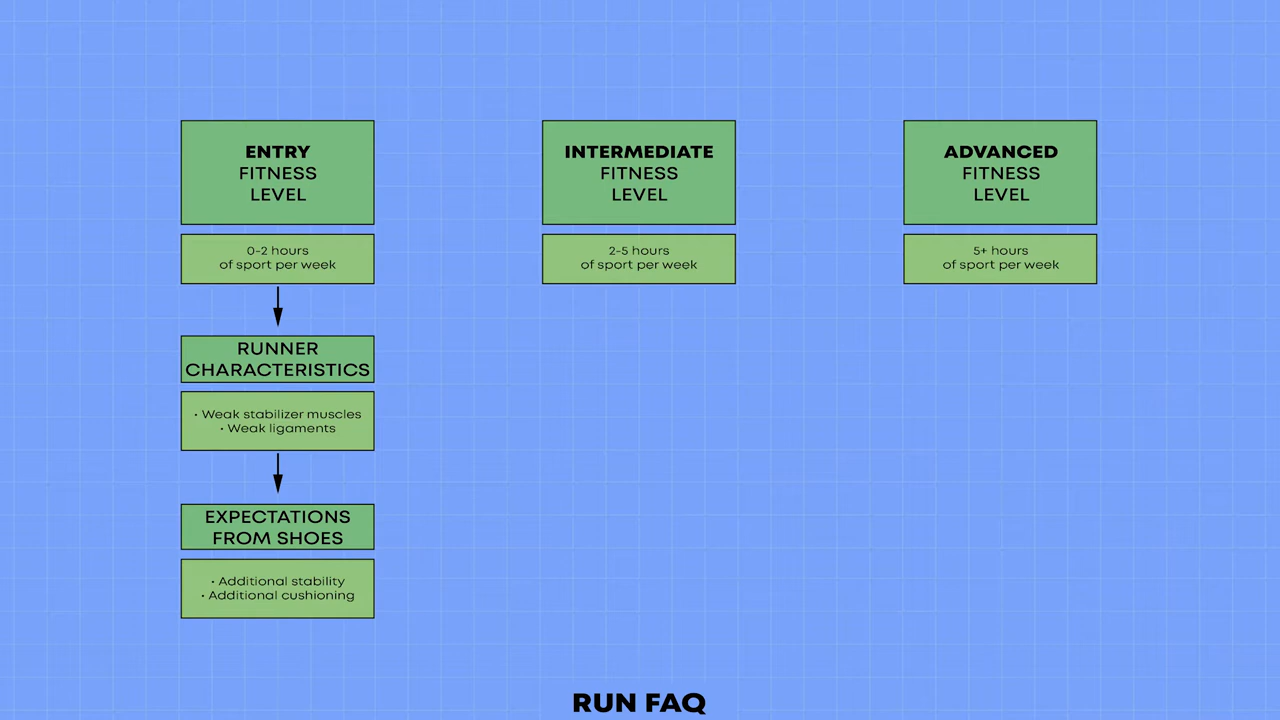 ENTRY
FITNESS
LEVEL
0-2 hours
of sport per week
RUNNER
CHARACTERISTICS
• Weak stabilizer muscles
• Weak ligaments
EXPECTATIONS
FROM SHOES
• Additional stability
• Additional cushioning
INTERMEDIATE
FITNESS
LEVEL
2-5 hours
of sport per week
ADVANCED
FITNESS
LEVEL
5+ hours
of sport per week
RUN FAQ